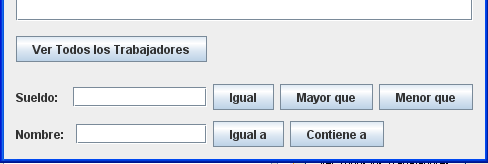 Ver Todos los Trabajadores
Sueldo: Igual Mayor que Menor que
Nombre: Igual a Contiene a